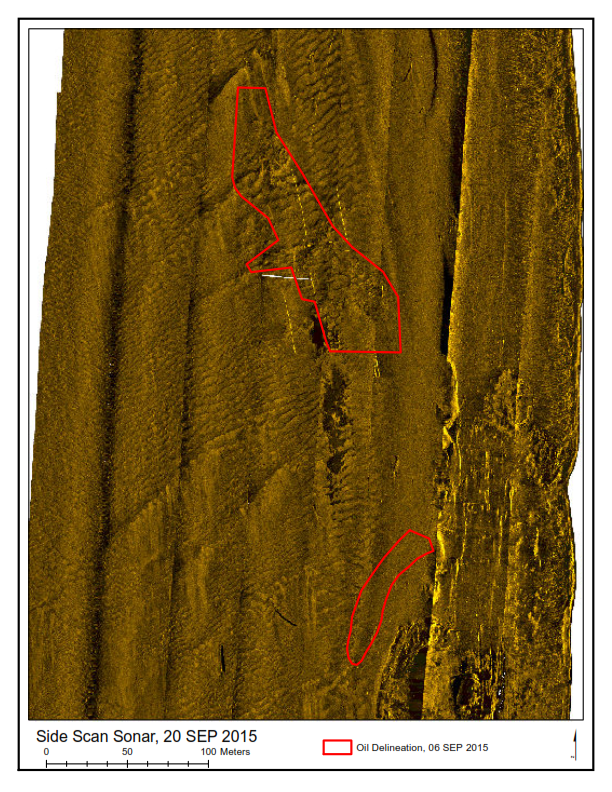 Side Scan Sonar, 20 SEP 2015
0 50 100 Meters
Oil Delineation, 06 SEP 2015